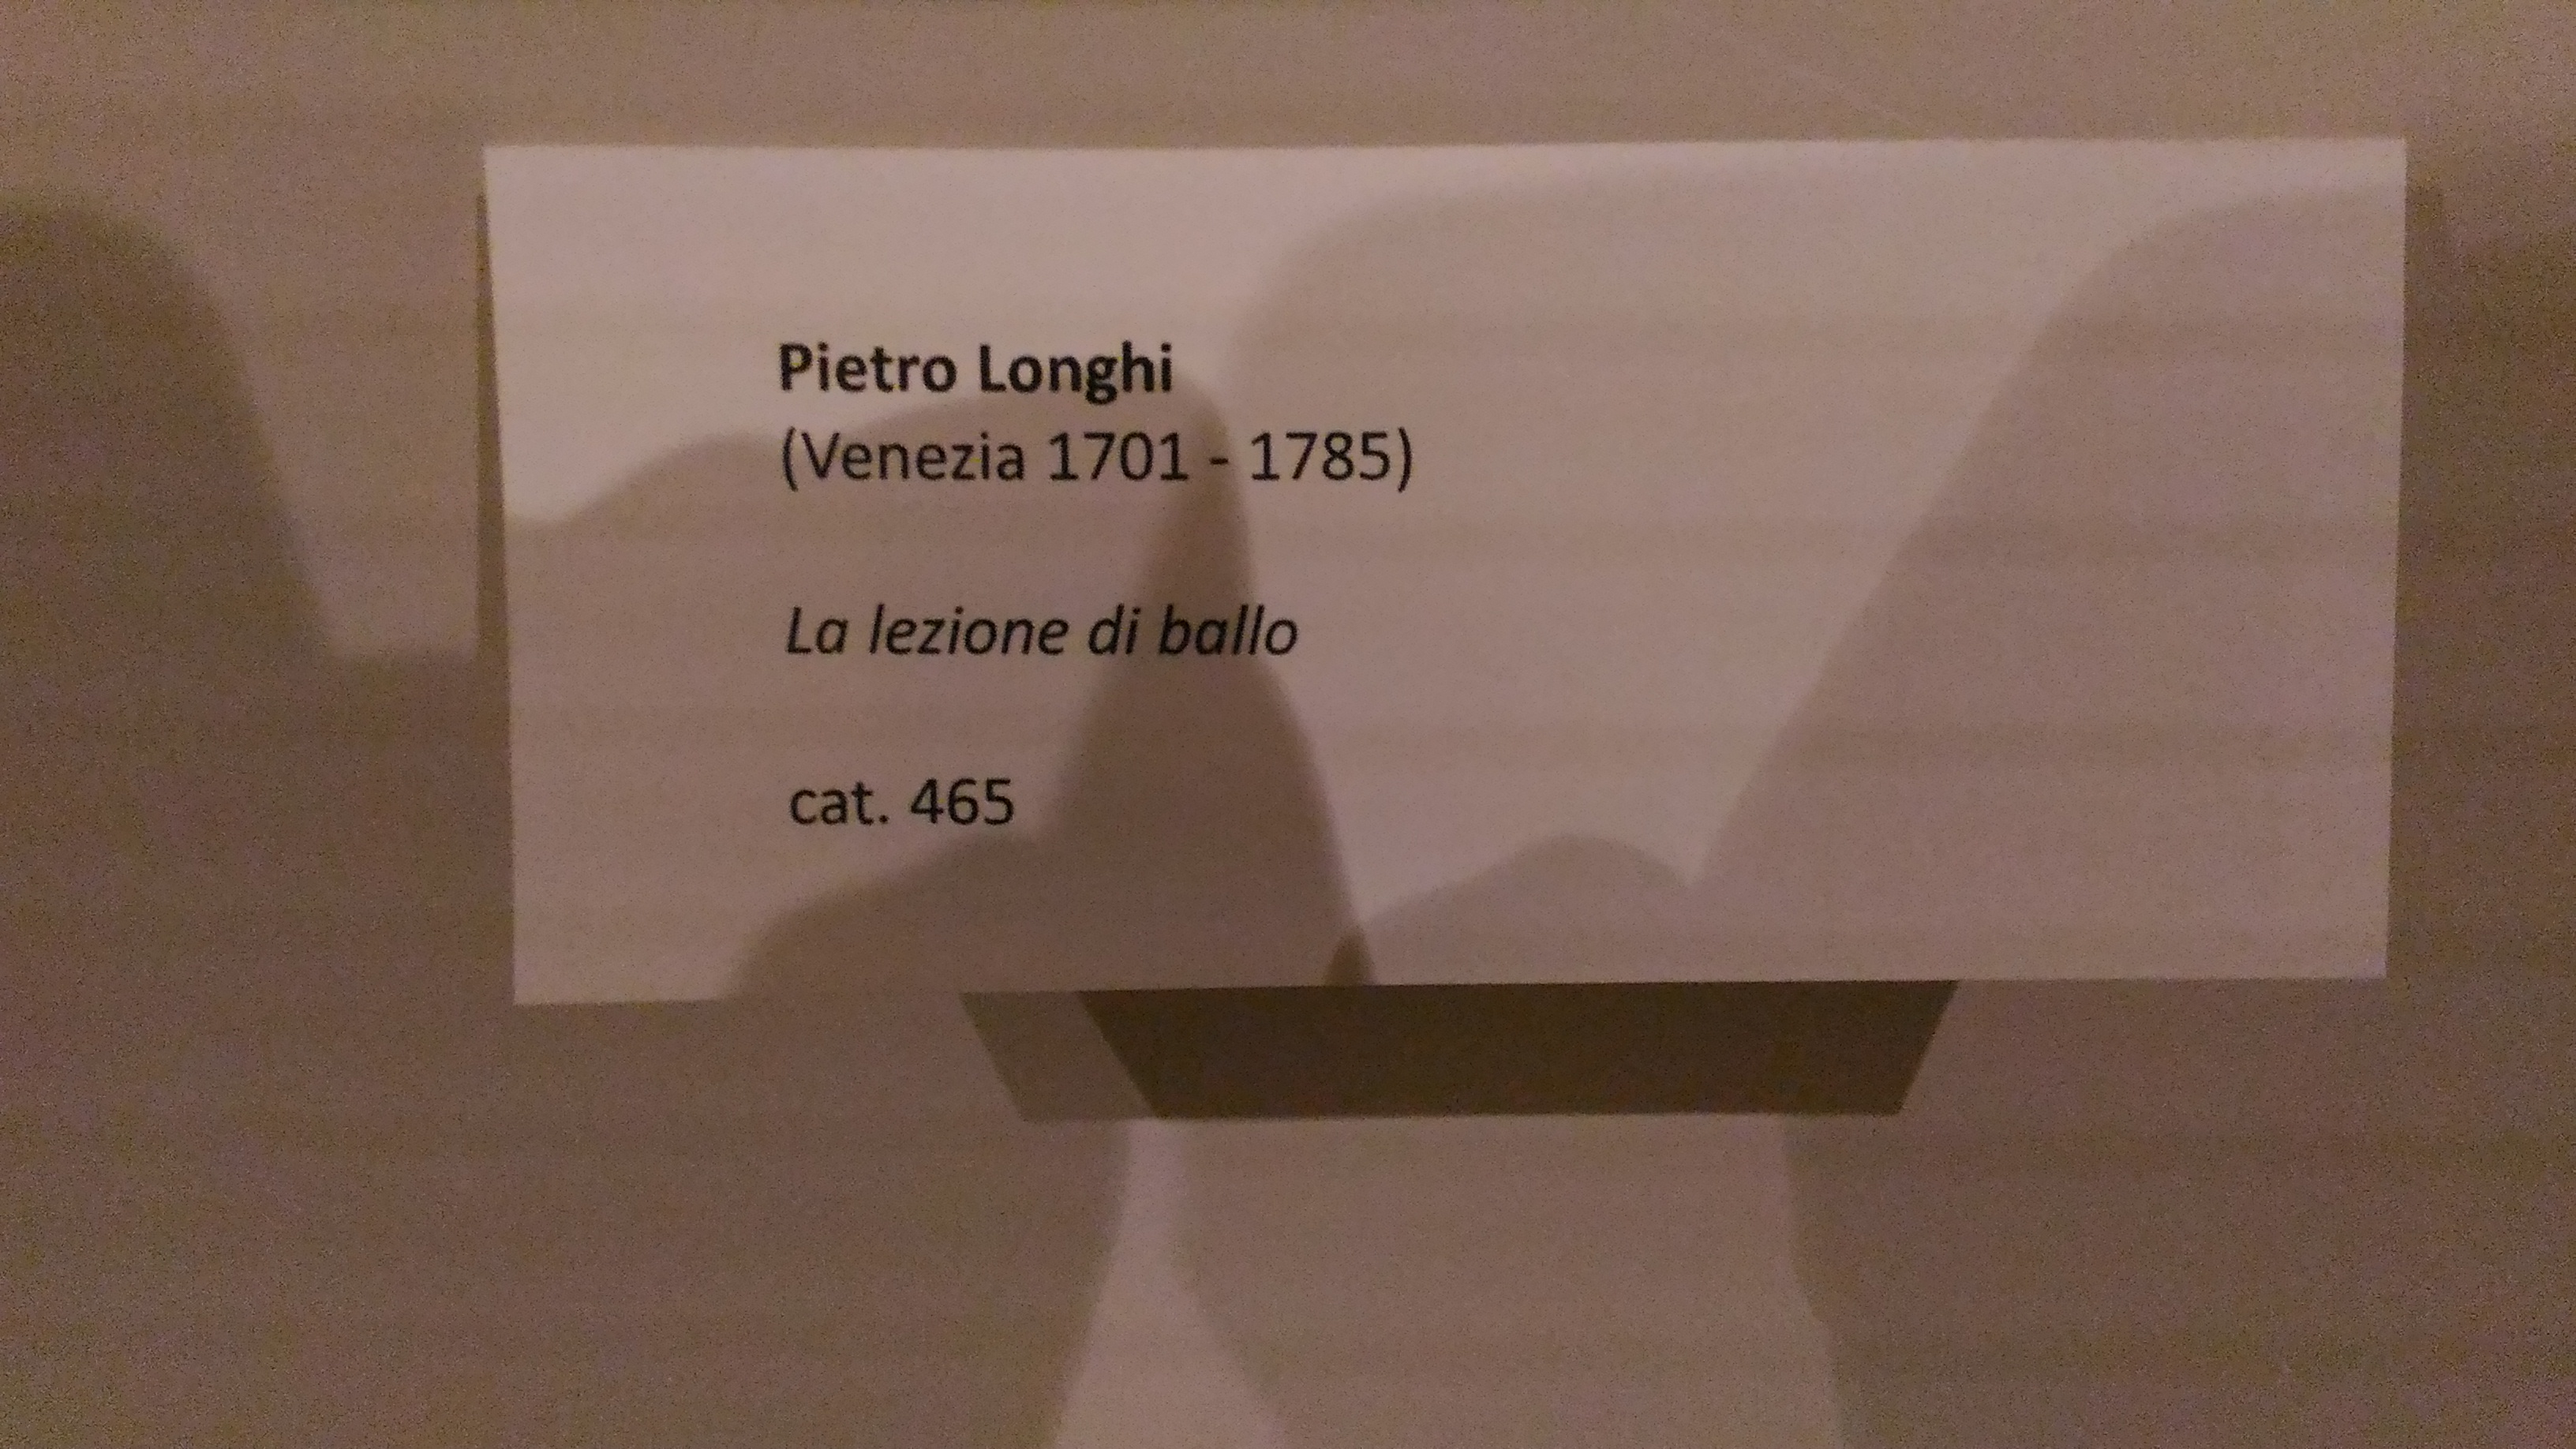 Pietro Longhi
(Venezia 1701 - 1785)
La lezione di ballo
cat. 465